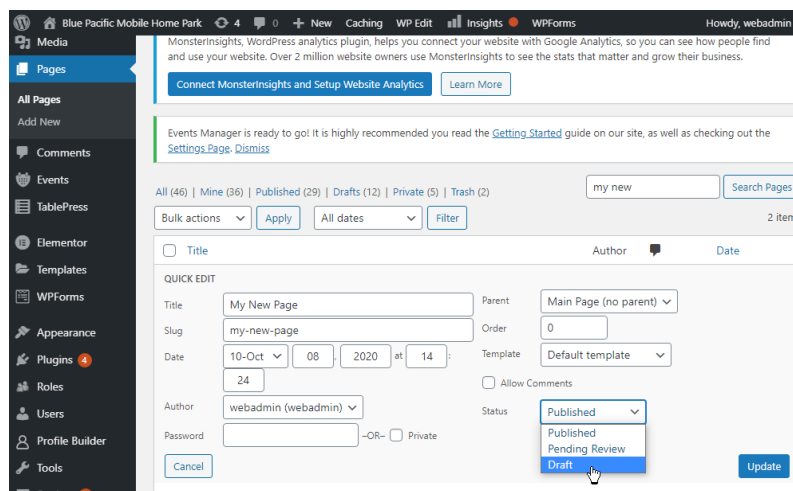 Blue Pacific Mobile Home Park 4 0 + New Caching WP Edit Insights WPForms Howdy, webadmin
Media
Pages
All Pages
Add New
Comments
Events
TablePress
Elementor
Templates
WPForms
Appearance
Plugins 4
Roles
Users
Profile Builder
Tools
MonsterInsights, WordPress analytics plugin, helps you connect your website with Google Analytics, so you can see how people find
and use your website. Over 2 million website owners use MonsterInsights to see the stats that matter and grow their business.
Connect MonsterInsights and Setup Website Analytics Learn More
Events Manager is ready to go! It is highly recommended you read the Getting Started guide on our site, as well as checking out the
Settings Page. Dismiss
All (46) | Mine (36) | Published (29) | Drafts (12) | Private (5) | Trash (2) my new Search Pages
Bulk actions Apply All dates Filter 2 item
Title Author Date
QUICK EDIT
Title My New Page
Slug my-new-page
Date 10-Oct 08 , 2020 at 14 :
24
Author webadmin (webadmin)
Password –OR– Private
Cancel
Parent Main Page (no parent)
Order 0
Template Default template
Allow Comments
Status Published
Published
Pending Review
Draft
Update